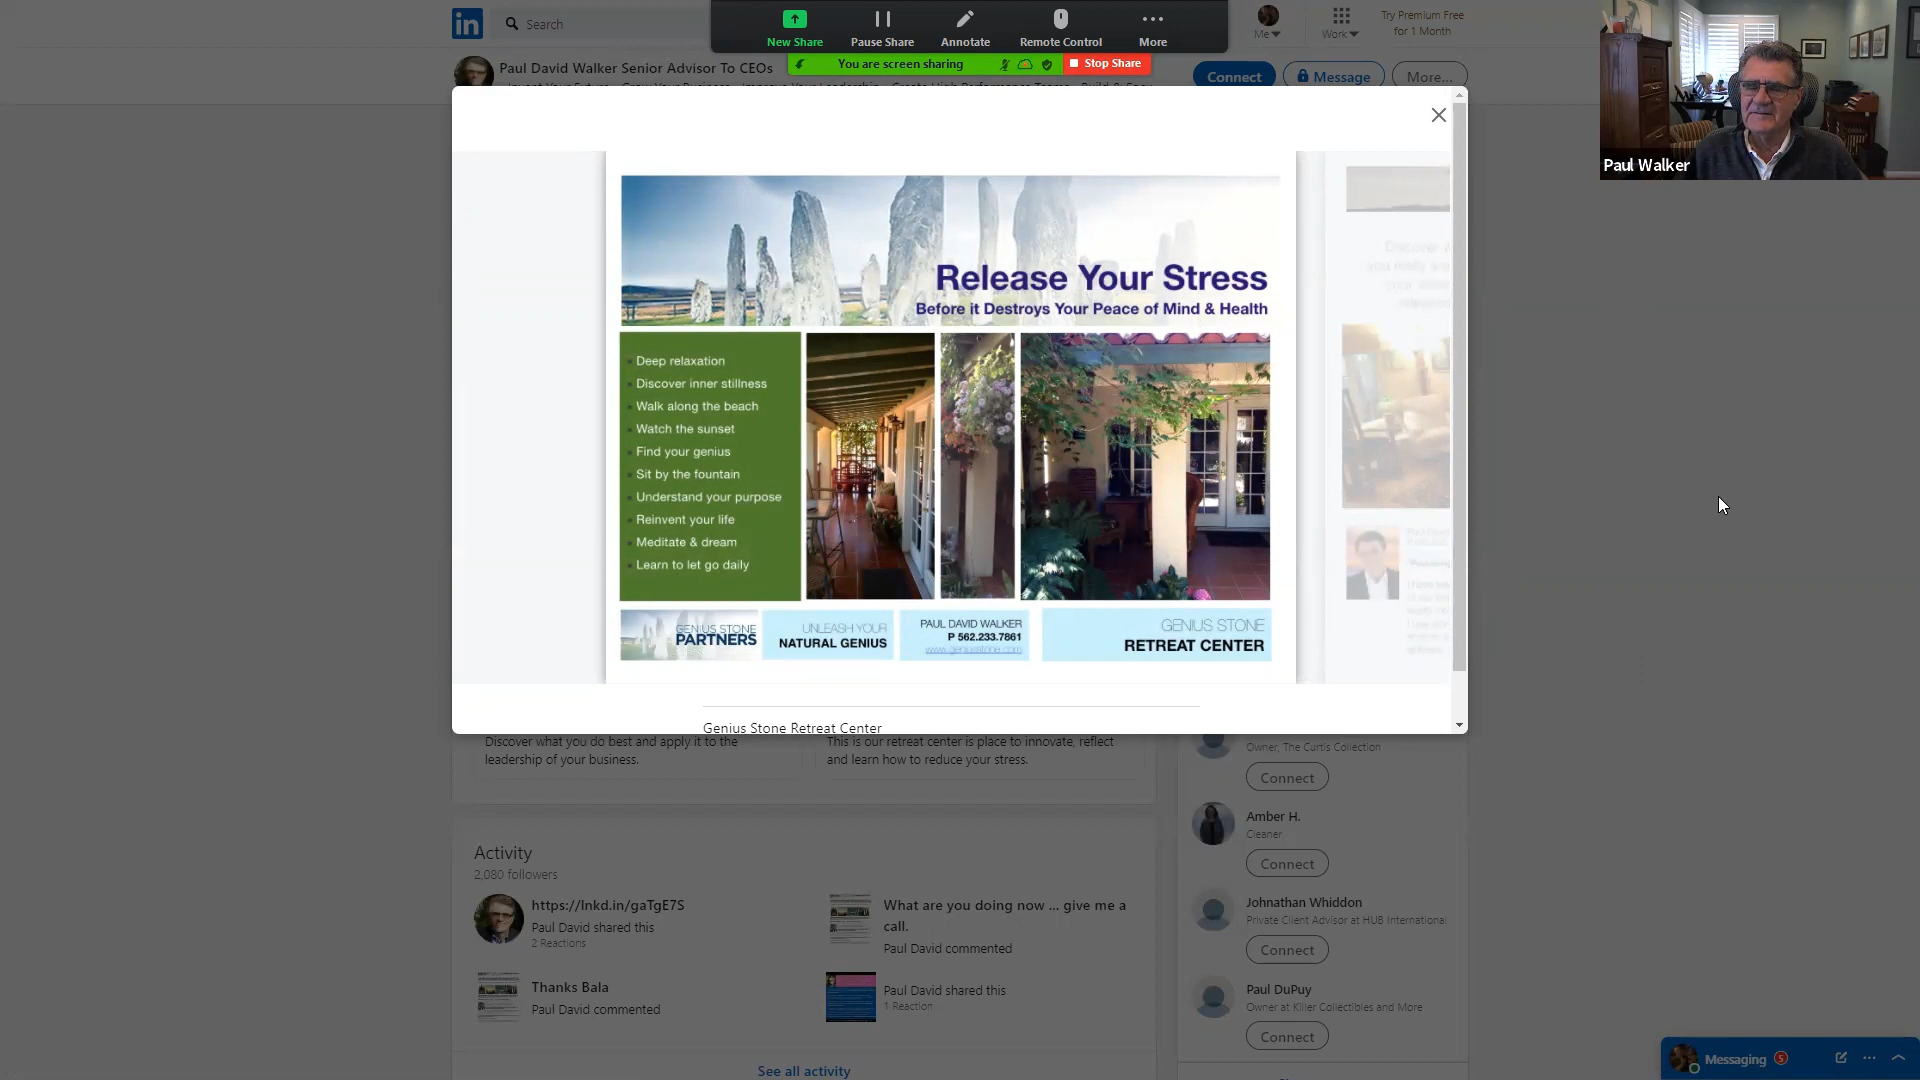 in
Search
New Share
Pause Share
Annotate
Remote Control
More
Me
Work
Try Premium Free
for 1 Month
You are screen sharing
Stop Share
Paul David Walker Senior Advisor To CEOs
Connect
Message
More...
Paul Walker
Release Your Stress
Before it Destroys Your Peace of Mind & Health
Deep relaxation
Discover inner stillness
Walk along the beach
Watch the sunset
Find your genius
Sit by the fountain
Understand your purpose
Reinvent your life
Meditate & dream
Learn to let go daily
GENIUS STONE
PARTNERS
UNLEASH YOUR
NATURAL GENIUS
PAUL DAVID WALKER
P 562.233.7861
www.geniusstone.com
GENIUS STONE
RETREAT CENTER
Genius Stone Retreat Center
Discover what you do best and apply it to the
leadership of your business.
This is our retreat center is place to innovate, reflect
and learn how to reduce your stress.
Activity
2,080 followers
https://lnkd.in/gaTgE7S
Paul David shared this
2 Reactions
What are you doing now ... give me a
call.
Paul David commented
Thanks Bala
Paul David commented
Paul David shared this
1 Reaction
See all activity
Owner, The Curtis Collection
Connect
Amber H.
Cleaner
Connect
Johnathan Whiddon
Private Client Advisor at HUB International
Connect
Paul DuPuy
Owner at Killer Collectibles and More
Connect
Messaging
5